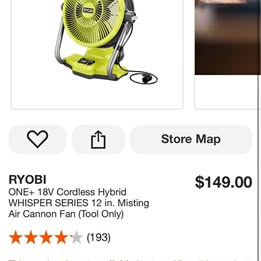 RYOBI
Store Map
RYOBI
$149.00
ONE+ 18V Cordless Hybrid
WHISPER SERIES 12 in. Misting
Air Cannon Fan (Tool Only)
(193)